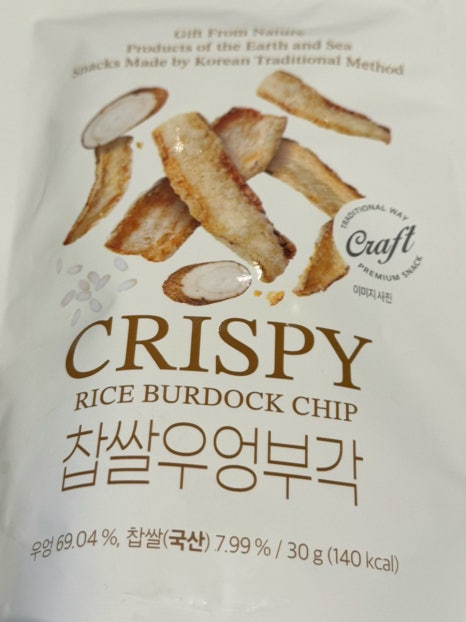 Gift From Nature
Products of the Earth and Sea
Snacks Made by Korean Traditional Method
TRADITIONAL WAY
Craft
PREMIUM SNACK
이미지 사진
CRISPY
RICE BURDOCK CHIP
찹쌀우엉부각
우엉 69.04 %, 찹쌀(국산) 7.99 % / 30 g (140 kcal)